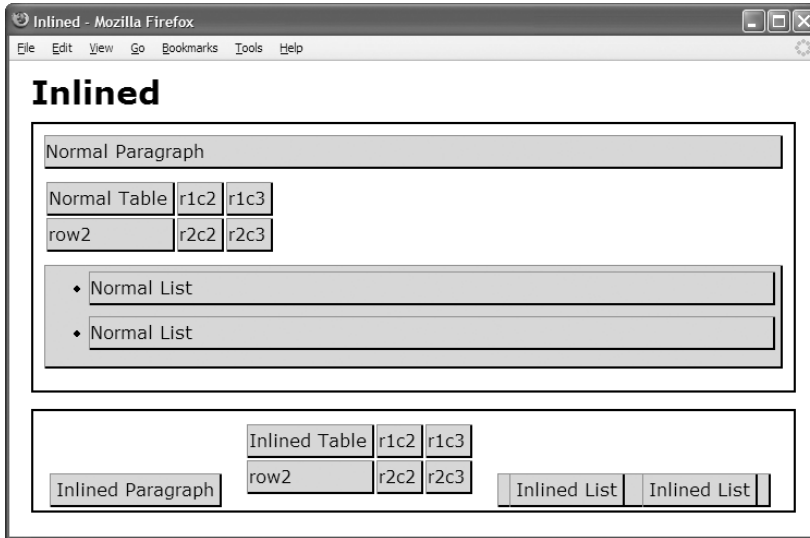 Inlined - Mozilla Firefox
File Edit View Go Bookmarks Tools Help
Inlined
Normal Paragraph
Normal Table r1c2 r1c3
row2 r2c2 r2c3
Normal List
Normal List
Inlined Table r1c2 r1c3
row2 r2c2 r2c3
Inlined Paragraph Inlined List Inlined List